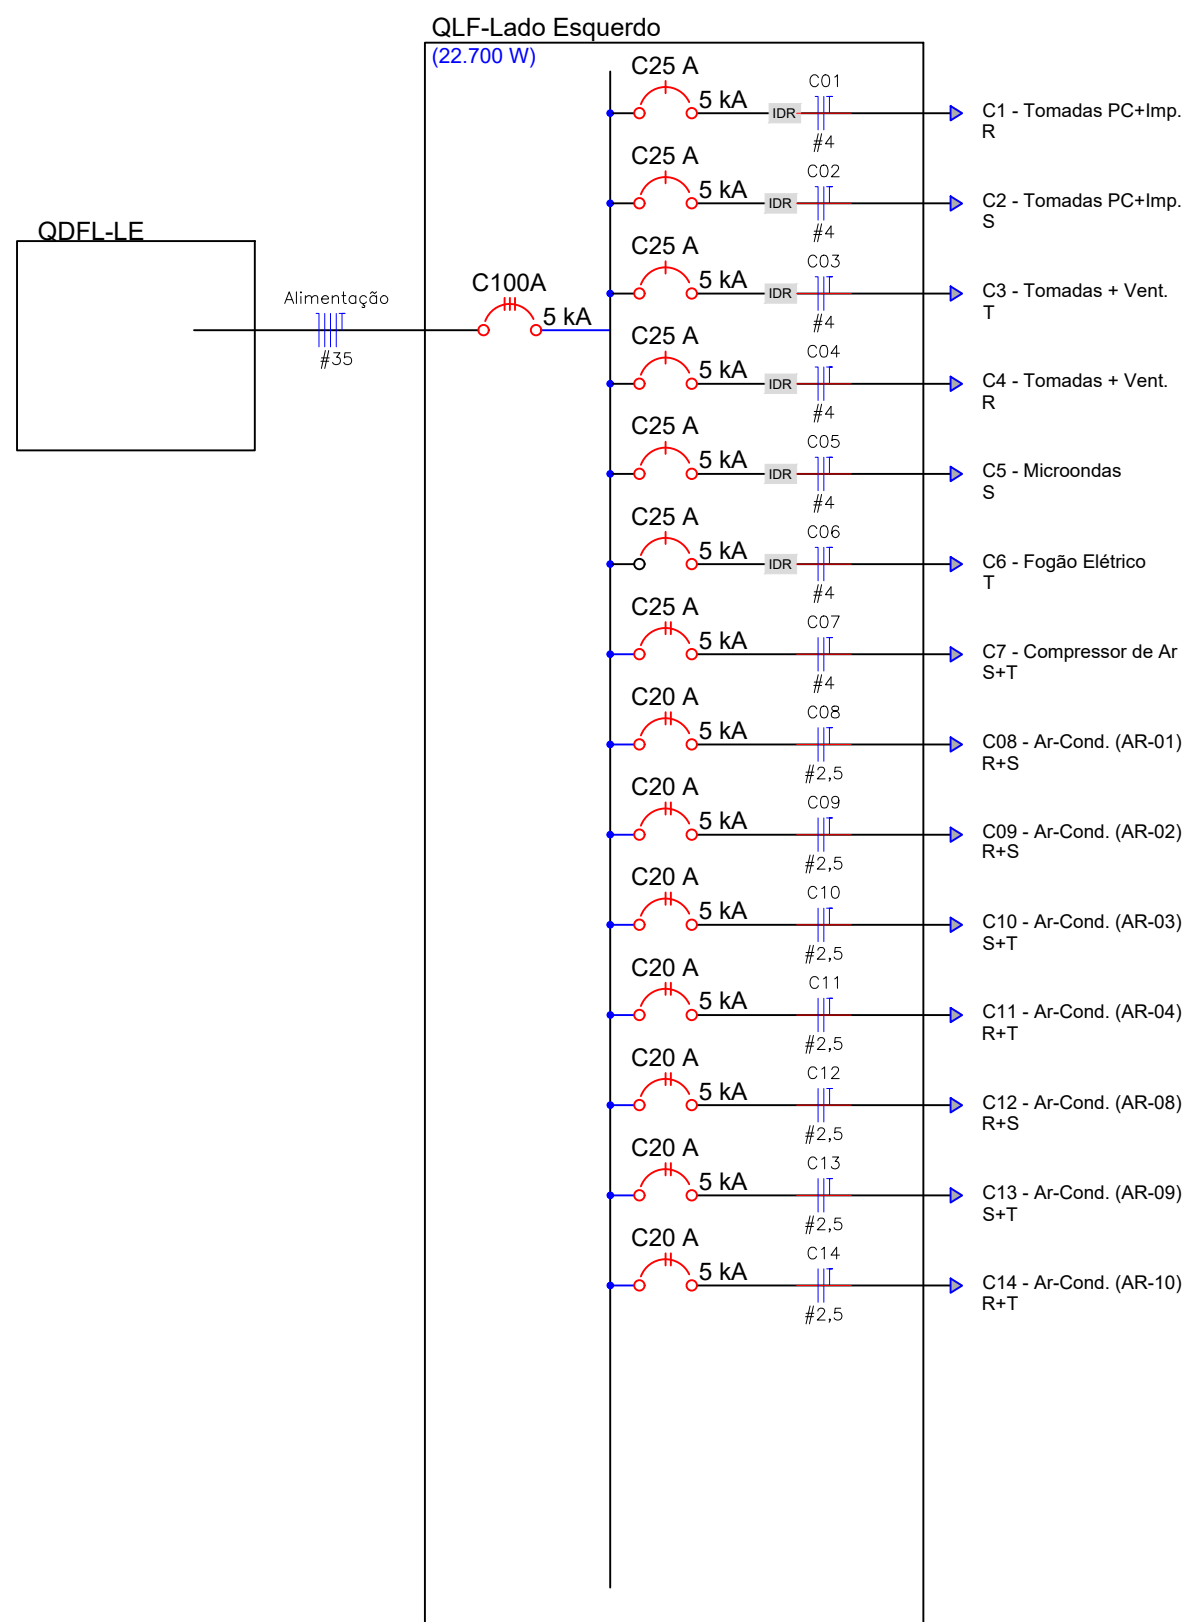 QLF-Lado Esquerdo
(22.700 W)
QDFL-LE
Alimentação
#35
C100A
5 kA
C25 A
5 kA
IDR
C01
#4
C1 - Tomadas PC+Imp.
R
C25 A
5 kA
IDR
C02
#4
C2 - Tomadas PC+Imp.
S
C25 A
5 kA
IDR
C03
#4
C3 - Tomadas + Vent.
T
C25 A
5 kA
IDR
C04
#4
C4 - Tomadas + Vent.
R
C25 A
5 kA
IDR
C05
#4
C5 - Microondas
S
C25 A
5 kA
IDR
C06
#4
C6 - Fogão Elétrico
T
C25 A
5 kA
C07
#4
C7 - Compressor de Ar
S+T
C20 A
5 kA
C08
#2,5
C08 - Ar-Cond. (AR-01)
R+S
C20 A
5 kA
C09
#2,5
C09 - Ar-Cond. (AR-02)
R+S
C20 A
5 kA
C10
#2,5
C10 - Ar-Cond. (AR-03)
S+T
C20 A
5 kA
C11
#2,5
C11 - Ar-Cond. (AR-04)
R+T
C20 A
5 kA
C12
#2,5
C12 - Ar-Cond. (AR-08)
R+S
C20 A
5 kA
C13
#2,5
C13 - Ar-Cond. (AR-09)
S+T
C20 A
5 kA
C14
#2,5
C14 - Ar-Cond. (AR-10)
R+T